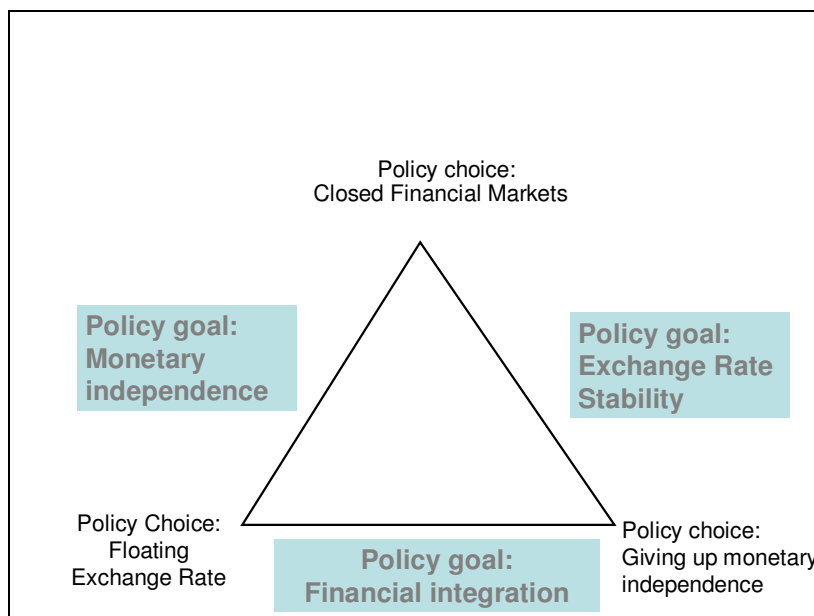 Policy choice:
Closed Financial Markets
Policy goal:
Monetary
independence
Policy goal:
Exchange Rate
Stability
Policy Choice:
Floating
Exchange Rate
Policy goal:
Financial integration
Policy choice:
Giving up monetary
independence